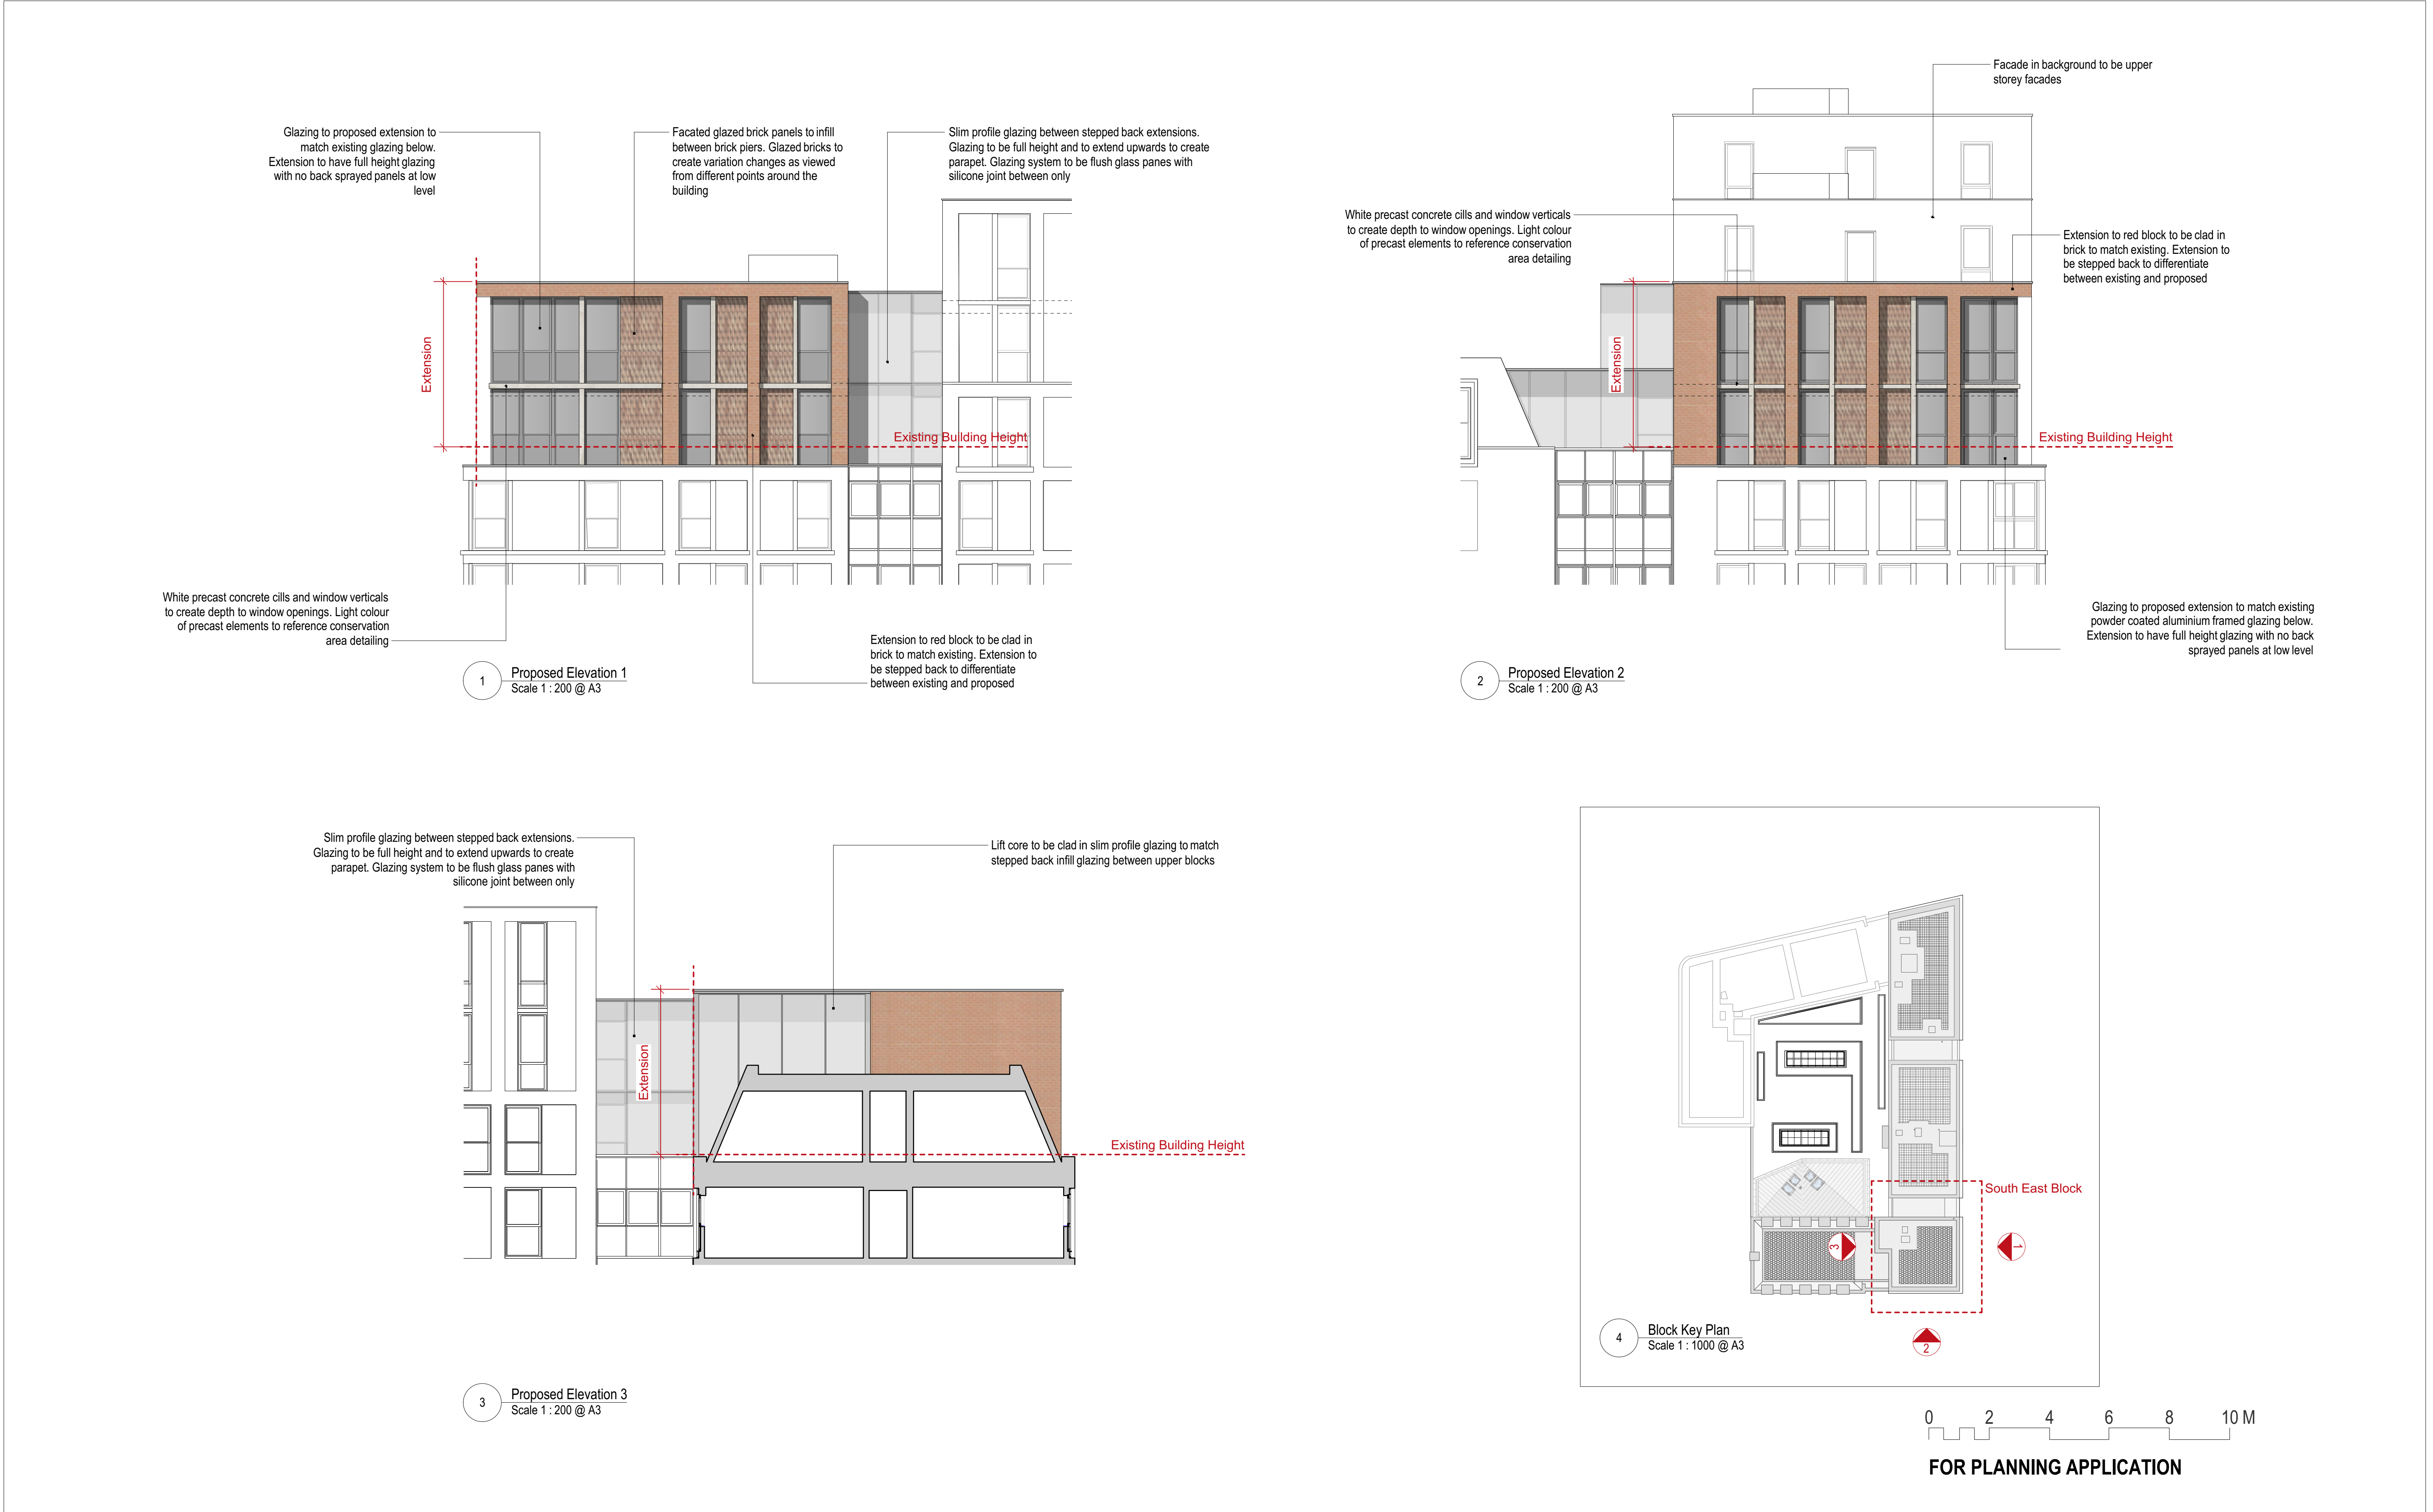 Facade in background to be upper
storey facades
Glazing to proposed extension to
match existing glazing below.
Extension to have full height glazing
with no back sprayed panels at low
level
Facated glazed brick panels to infill
between brick piers. Glazed bricks to
create variation changes as viewed
from different points around the
building
Slim profile glazing between stepped back extensions.
Glazing to be full height and to extend upwards to create
parapet. Glazing system to be flush glass panes with
silicone joint between only
Extension
Existing Building Height
White precast concrete cills and window verticals
to create depth to window openings. Light colour
of precast elements to reference conservation
area detailing
Extension to red block to be clad in
brick to match existing. Extension to
be stepped back to differentiate
between existing and proposed
1
Proposed Elevation 1
Scale 1 : 200 @ A3
White precast concrete cills and window verticals
to create depth to window openings. Light colour
of precast elements to reference conservation
area detailing
Extension to red block to be clad in
brick to match existing. Extension to
be stepped back to differentiate
between existing and proposed
Extension
Existing Building Height
Glazing to proposed extension to match existing
powder coated aluminium framed glazing below.
Extension to have full height glazing with no back
sprayed panels at low level
2
Proposed Elevation 2
Scale 1 : 200 @ A3
Slim profile glazing between stepped back extensions.
Glazing to be full height and to extend upwards to create
parapet. Glazing system to be flush glass panes with
silicone joint between only
Lift core to be clad in slim profile glazing to match
stepped back infill glazing between upper blocks
Extension
Existing Building Height
3
Proposed Elevation 3
Scale 1 : 200 @ A3
South East Block
3
1
2
4
Block Key Plan
Scale 1 : 1000 @ A3
0 2 4 6 8 10 M
FOR PLANNING APPLICATION